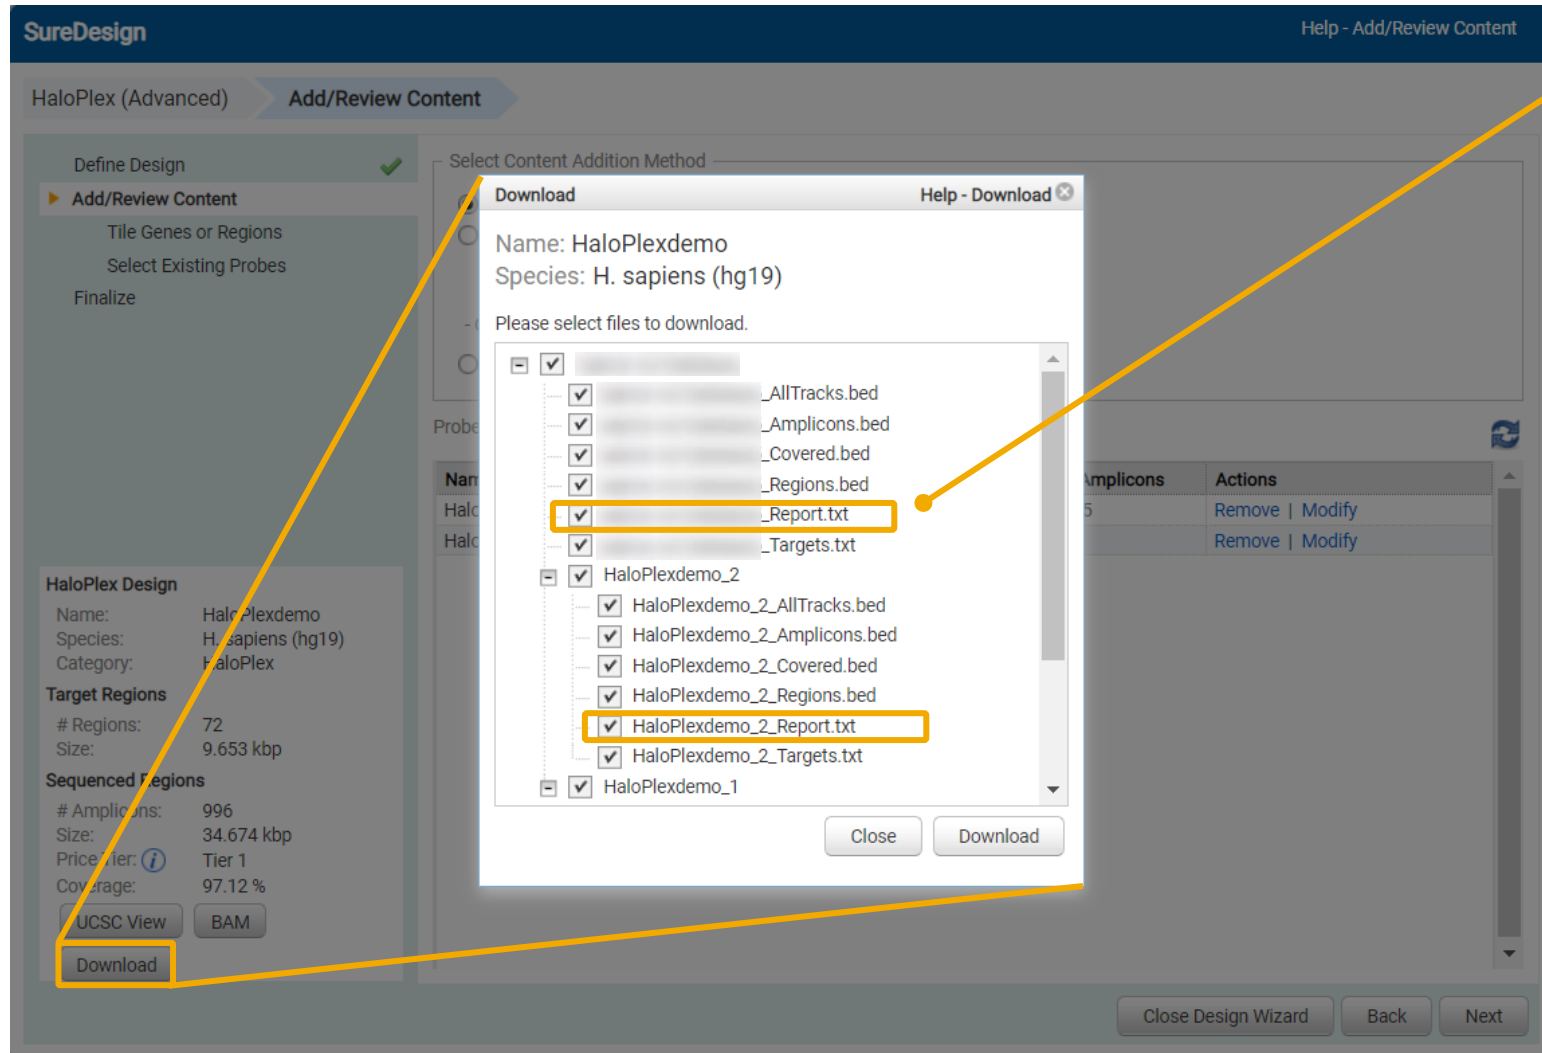 SureDesign
Help - Add/Review Content
HaloPlex (Advanced)
Add/Review Content
Define Design
Add/Review Content
Tile Genes or Regions
Select Existing Probes
Finalize
Select Content Addition Method
Download
Help - Download
Name: HaloPlexdemo
Species: H. sapiens (hg19)
Please select files to download.
_AllTracks.bed
_Amplicons.bed
_Covered.bed
_Regions.bed
_Report.txt
_Targets.txt
HaloPlexdemo_2
HaloPlexdemo_2_AllTracks.bed
HaloPlexdemo_2_Amplicons.bed
HaloPlexdemo_2_Covered.bed
HaloPlexdemo_2_Regions.bed
HaloPlexdemo_2_Report.txt
HaloPlexdemo_2_Targets.txt
HaloPlexdemo_1
Close
Download
Amplicons
Actions
Remove | Modify
Remove | Modify
HaloPlex Design
Name: HaloPlexdemo
Species: H. sapiens (hg19)
Category: HaloPlex
Target Regions
# Regions: 72
Size: 9.653 kbp
Sequenced Regions
# Amplicons: 996
Size: 34.674 kbp
Price Tier: Tier 1
Coverage: 97.12 %
UCSC View
BAM
Download
Close Design Wizard
Back
Next